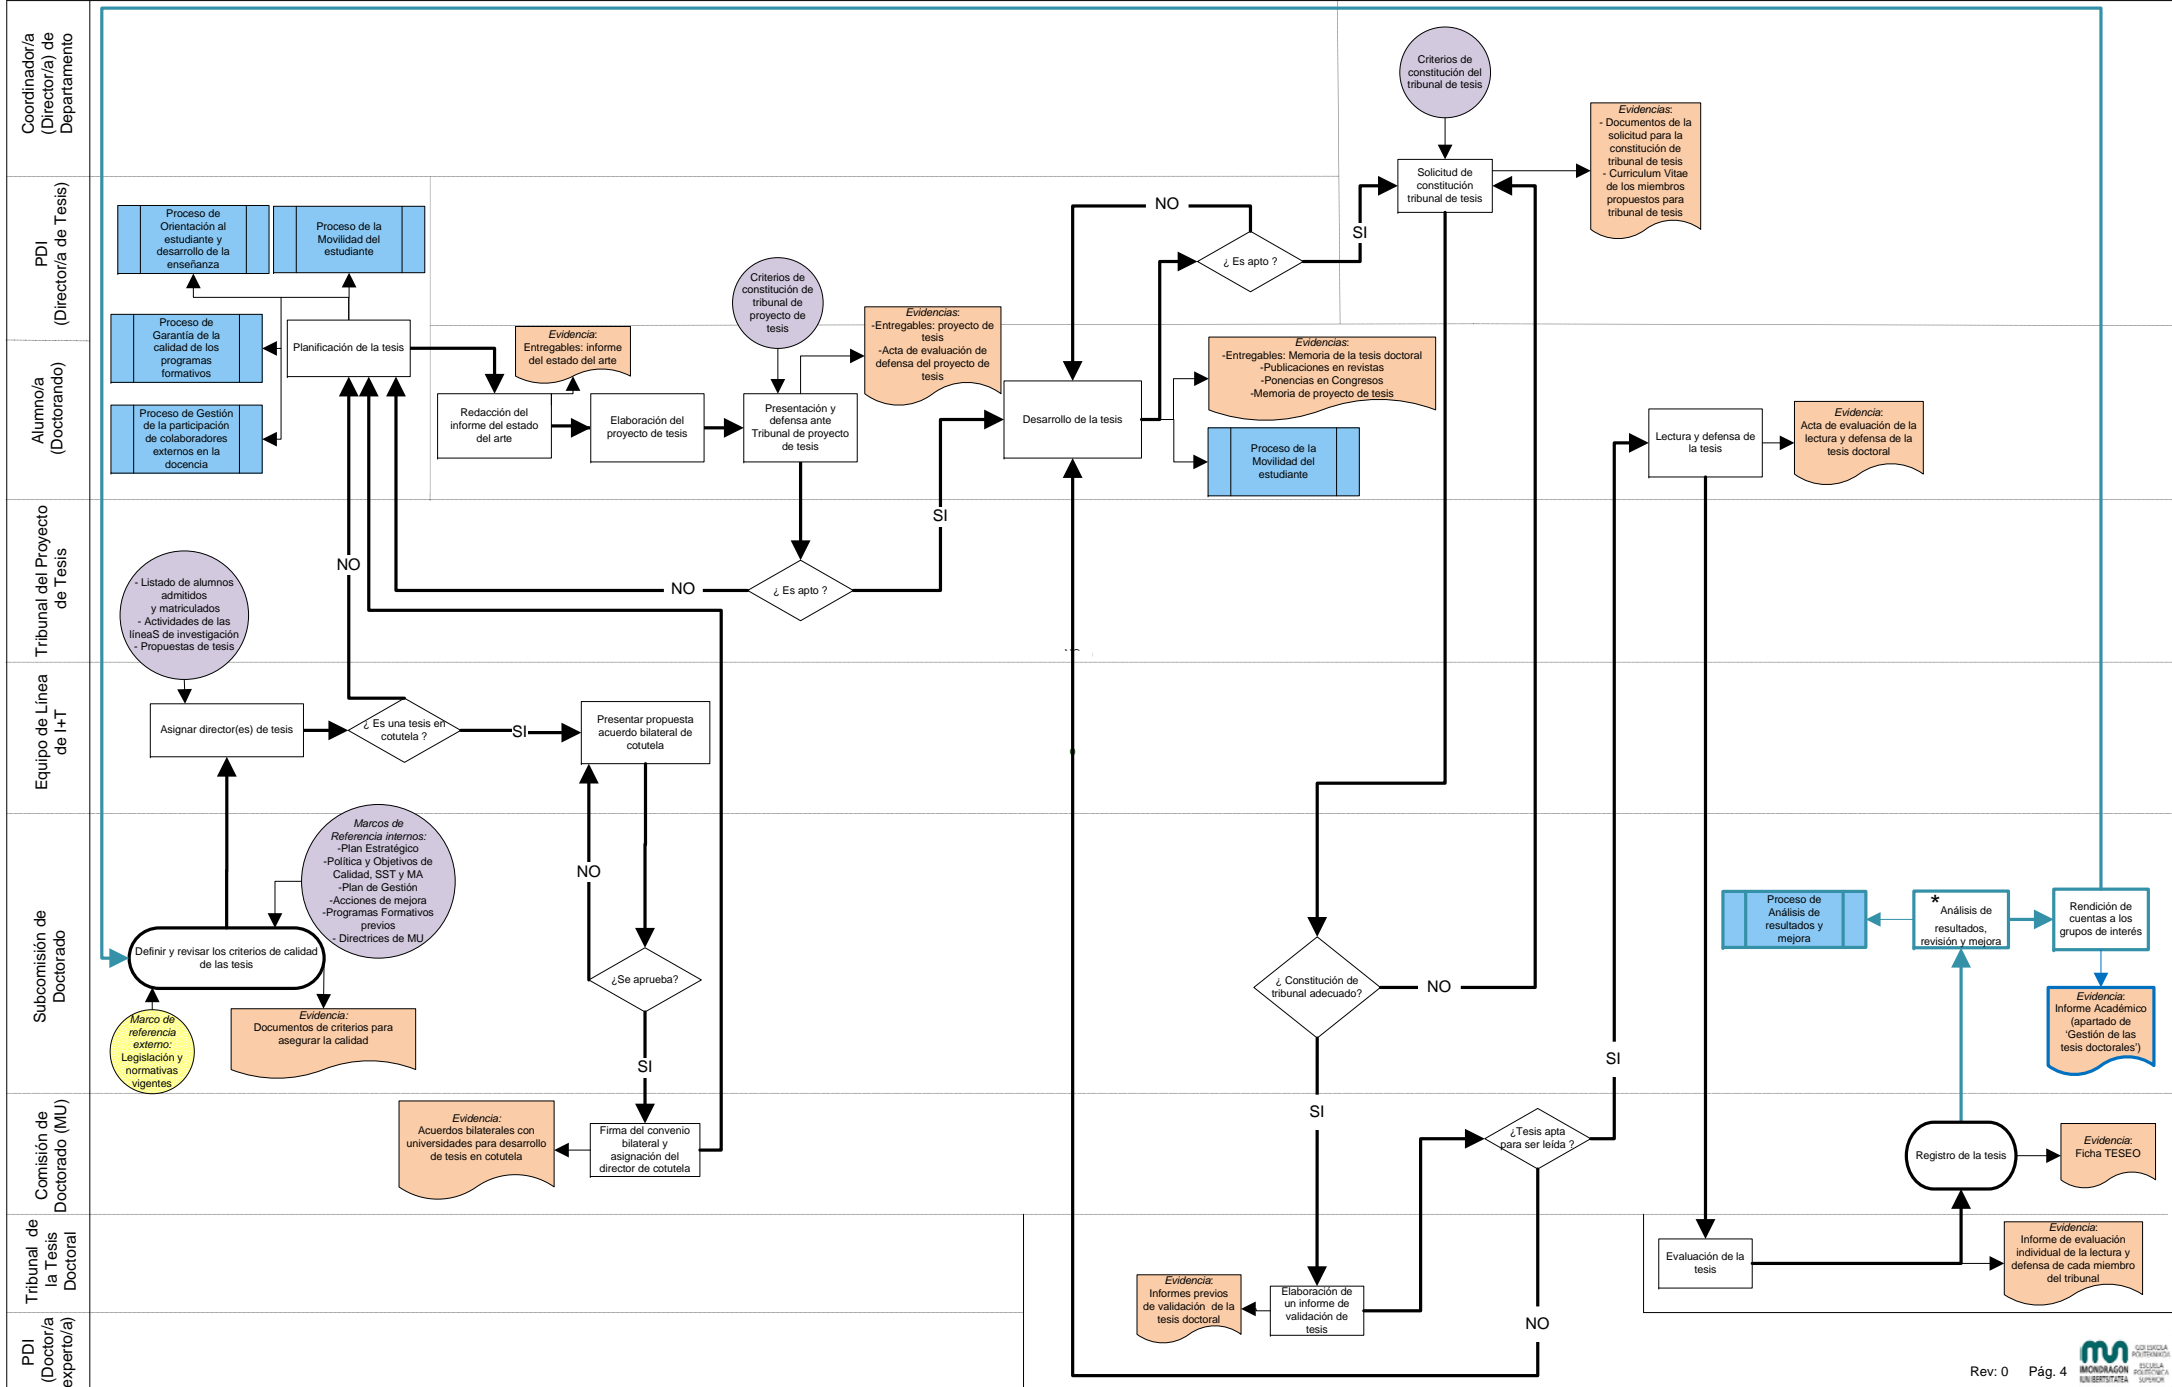 Coordinador/a
(Director/a) de
Departamento
PDI
(Director/a de Tesis)
Alumno/a
(Doctorando)
Tribunal del Proyecto
de Tesis
Equipo de Línea
de I+T
Subcomisión de
Doctorado
Comisión de
Doctorado (MU)
Tribunal de
la Tesis
Doctoral
PDI
(Doctor/a
experto/a)
Criterios de
constitución del
tribunal de tesis
Evidencias:
- Documentos de la
solicitud para la
constitución de
tribunal de tesis
- Curriculum Vitae
de los miembros
propuestos para
tribunal de tesis
Solicitud de
constitución
tribunal de tesis
Proceso de
Orientación al
estudiante y
desarrollo de la
enseñanza
Proceso de la
Movilidad del
estudiante
NO
SI
¿ Es apto ?
Criterios de
constitución de
tribunal de
proyecto de
tesis
Proceso de
Garantía de la
calidad de los
programas
formativos
Planificación de la tesis
Evidencia:
Entregables: informe
del estado del arte
Evidencias:
-Entregables: proyecto de
tesis
-Acta de evaluación de
defensa del proyecto de
tesis
Evidencias:
-Entregables: Memoria de la tesis doctoral
-Publicaciones en revistas
-Ponencias en Congresos
-Memoria de proyecto de tesis
Proceso de Gestión
de la participación
de colaboradores
externos en la
docencia
Redacción del
informe del estado
del arte
Elaboración del
proyecto de tesis
Presentación y
defensa ante
Tribunal de proyecto
de tesis
Desarrollo de la tesis
Proceso de la
Movilidad del
estudiante
Lectura y defensa de
la tesis
Evidencia:
Acta de evaluación de la
lectura y defensa de la
tesis doctoral
SI
NO
NO
¿ Es apto ?
- Listado de alumnos
admitidos
y matriculados
- Actividades de las
líneaS de investigación
- Propuestas de tesis
Asignar director(es) de tesis
¿ Es una tesis en
cotutela ?
SI
Presentar propuesta
acuerdo bilateral de
cotutela
Marcos de
Referencia internos:
-Plan Estratégico
-Política y Objetivos de
Calidad, SST y MA
-Plan de Gestión
-Acciones de mejora
-Programas Formativos
previos
- Directrices de MU
NO
Definir y revisar los criterios de calidad
de las tesis
¿Se aprueba?
¿ Constitución de
tribunal adecuado?
NO
Proceso de
Análisis de
resultados y
mejora
*
Análisis de
resultados,
revisión y mejora
Rendición de
cuentas a los
grupos de interés
Marco de
referencia
externo:
Legislación y
normativas
vigentes
Evidencia:
Documentos de criterios para
asegurar la calidad
Evidencia:
Informe Académico
(apartado de
‘Gestión de las
tesis doctorales’)
SI
SI
SI
Evidencia:
Acuerdos bilaterales con
universidades para desarrollo
de tesis en cotutela
Firma del convenio
bilateral y
asignación del
director de cotutela
¿Tesis apta
para ser leída ?
Registro de la tesis
Evidencia:
Ficha TESEO
Evaluación de la
tesis
Evidencia:
Informe de evaluación
individual de la lectura y
defensa de cada miembro
del tribunal
Evidencia:
Informes previos
de validación de la
tesis doctoral
Elaboración de
un informe de
validación de
tesis
NO
Rev: 0 Pág. 4
MONDRAGON
UNIBERTSITATEA
GOI ESKOLA
POLITEKNIKOA
ESCUELA
POLITÉCNICA
SUPERIOR